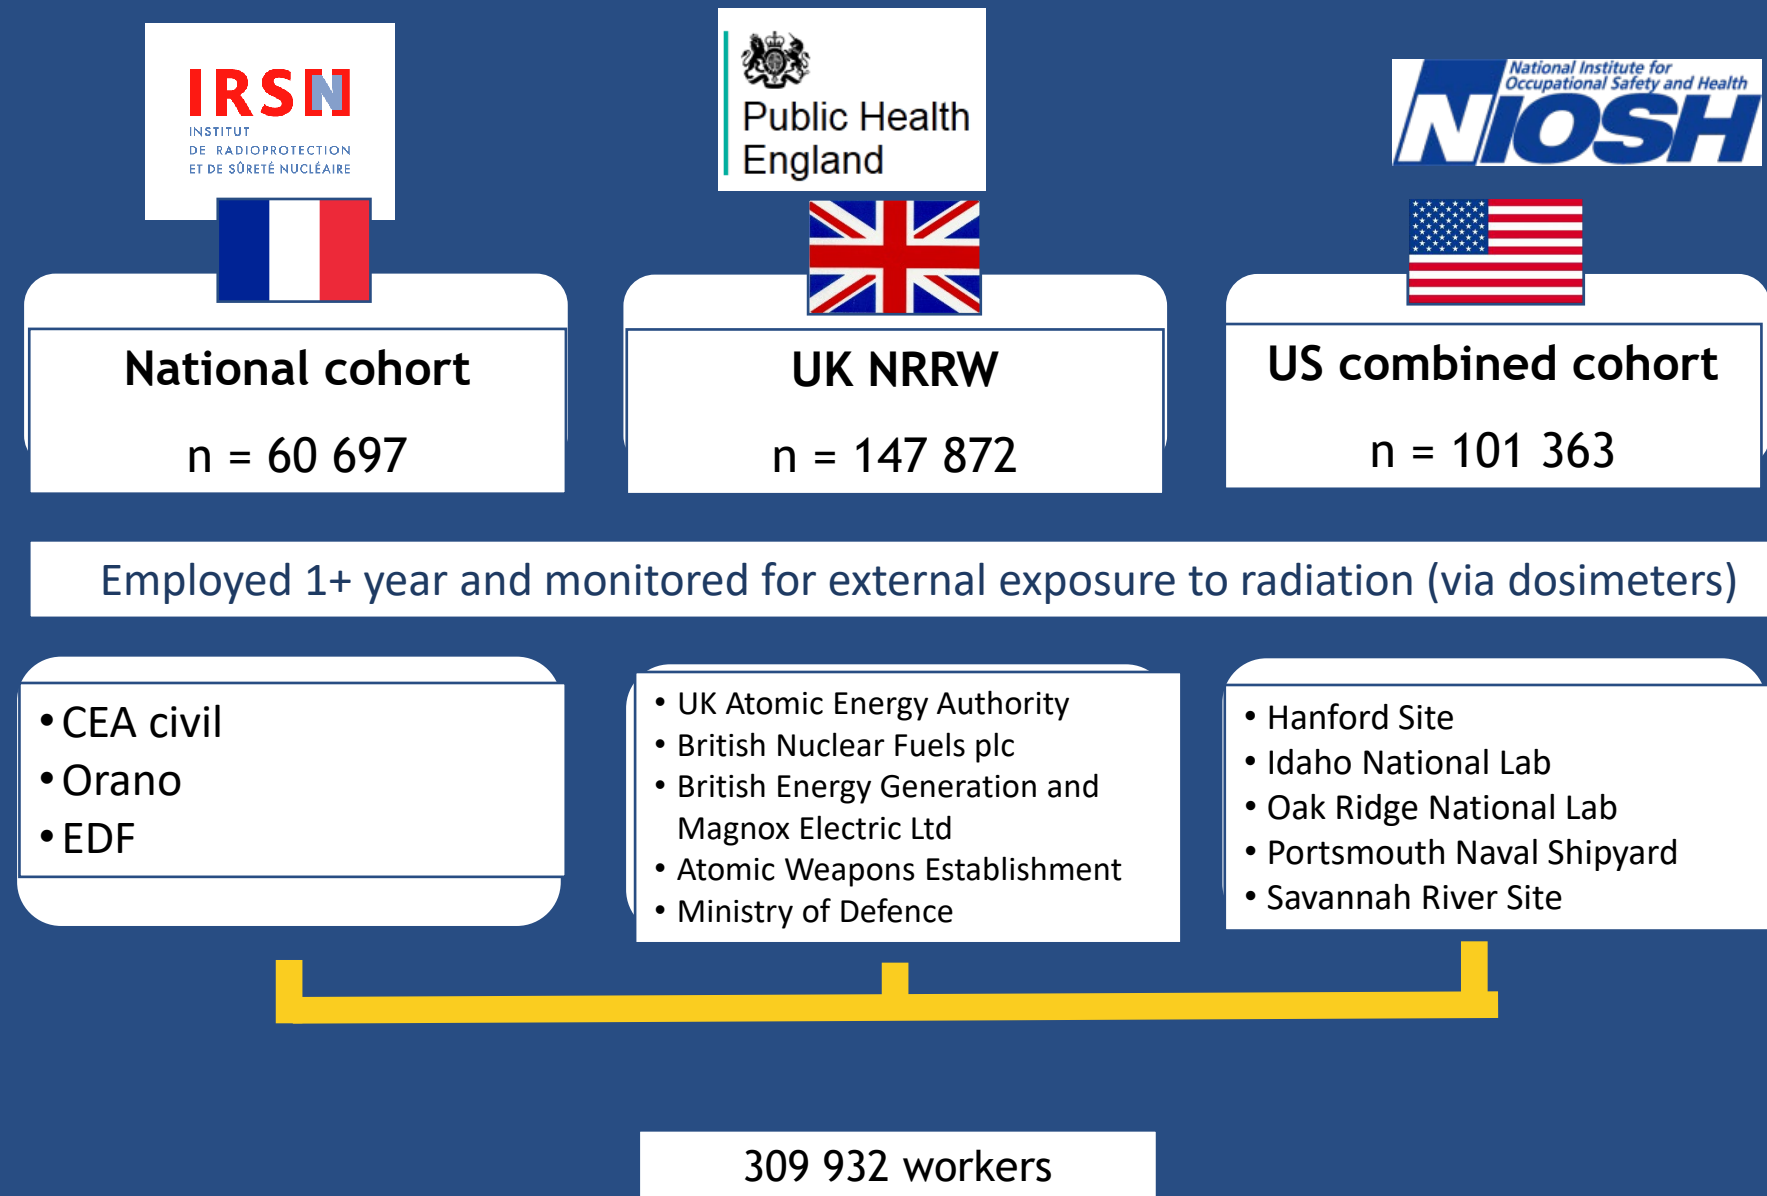 IRSN
INSTITUT
DE RADIOPROTECTION
ET DE SÛRETÉ NUCLÉAIRE
Public Health
England
National Institute for
Occupational Safety and Health
NIOSH
National cohort
n = 60 697
UK NRRW
n = 147 872
US combined cohort
n = 101 363
Employed 1+ year and monitored for external exposure to radiation (via dosimeters)
• CEA civil
• Orano
• EDF
• UK Atomic Energy Authority
• British Nuclear Fuels plc
• British Energy Generation and
Magnox Electric Ltd
• Atomic Weapons Establishment
• Ministry of Defence
• Hanford Site
• Idaho National Lab
• Oak Ridge National Lab
• Portsmouth Naval Shipyard
• Savannah River Site
309 932 workers